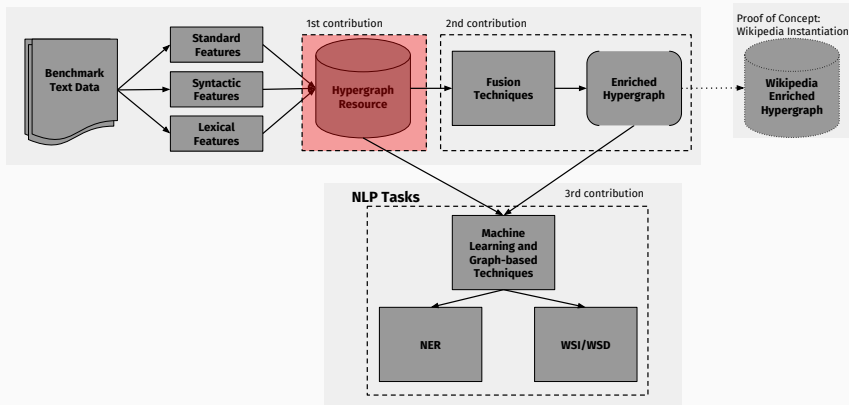 1st contribution
2nd contribution
Proof of Concept:
Wikipedia Instantiation
Benchmark
Text Data
Standard
Features
Syntactic
Features
Lexical
Features
Hypergraph
Resource
Fusion
Techniques
Enriched
Hypergraph
Wikipedia
Enriched
Hypergraph
NLP Tasks
3rd contribution
Machine
Learning and
Graph-based
Techniques
NER
WSI/WSD